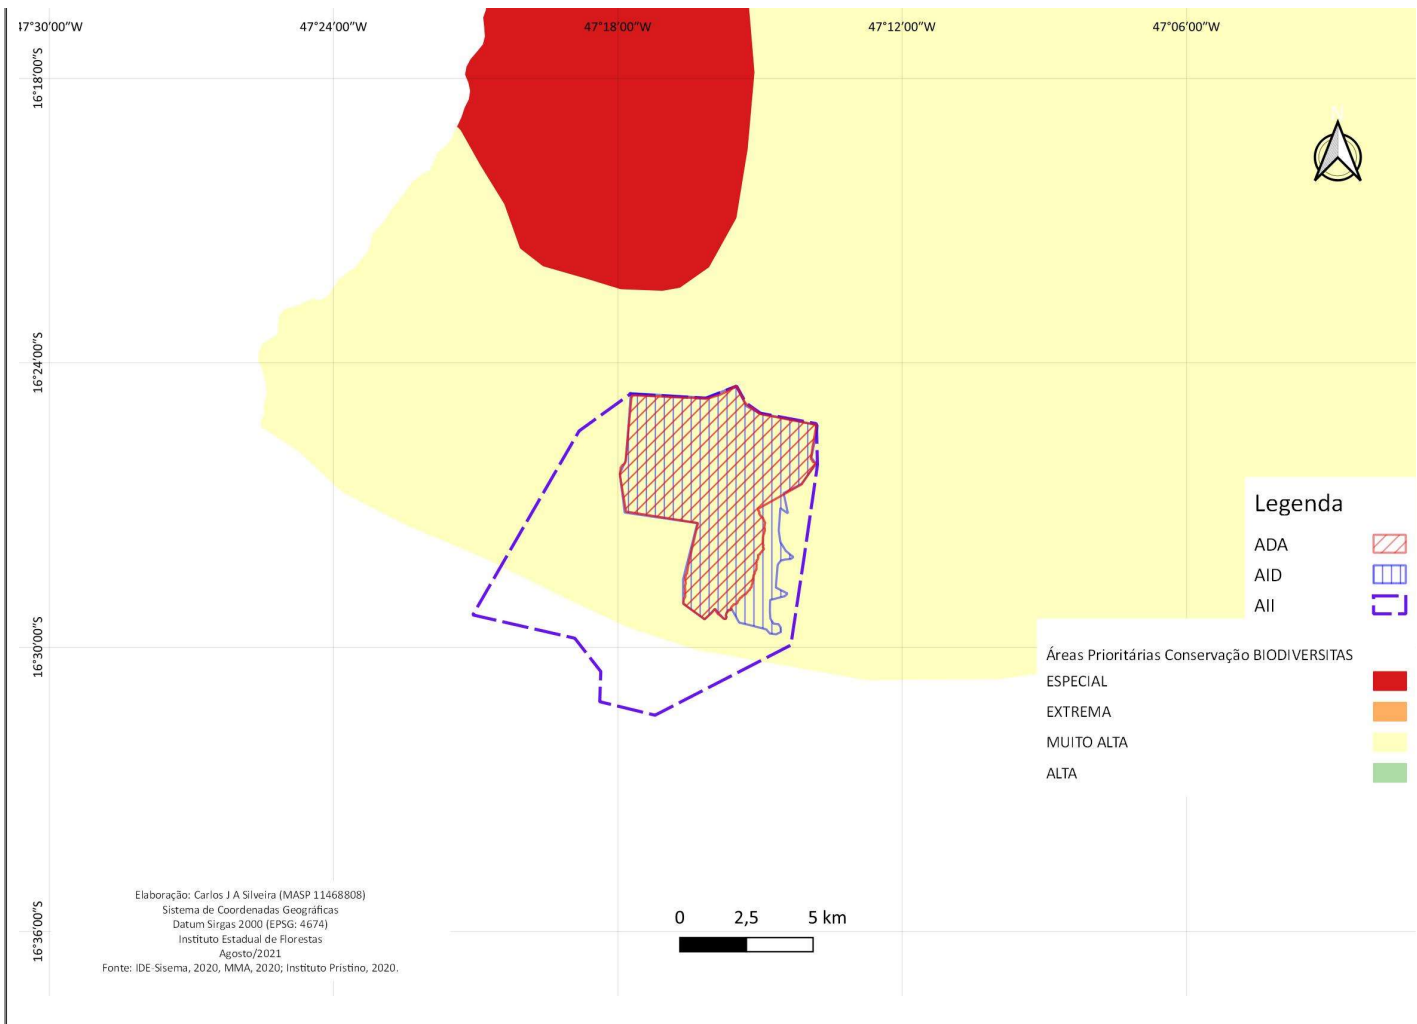 47°30'00"W 47°24'00"W 47°18'00"W 47°12'00"W 47°06'00"W
16°18'00"S
16°24'00"S
16°30'00"S
16°36'00"S
Legenda
ADA
AID
AII
Áreas Prioritárias Conservação BIODIVERSITAS
ESPECIAL
EXTREMA
MUITO ALTA
ALTA
Elaboração: Carlos J A Silveira (MASP 11468808)
Sistema de Coordenadas Geográficas
Datum Sirgas 2000 (EPSG: 4674)
Instituto Estadual de Florestas
Agosto/2021
Fonte: IDE-Sisema, 2020, MMA, 2020; Instituto Pristino, 2020.
0 2,5 5 km